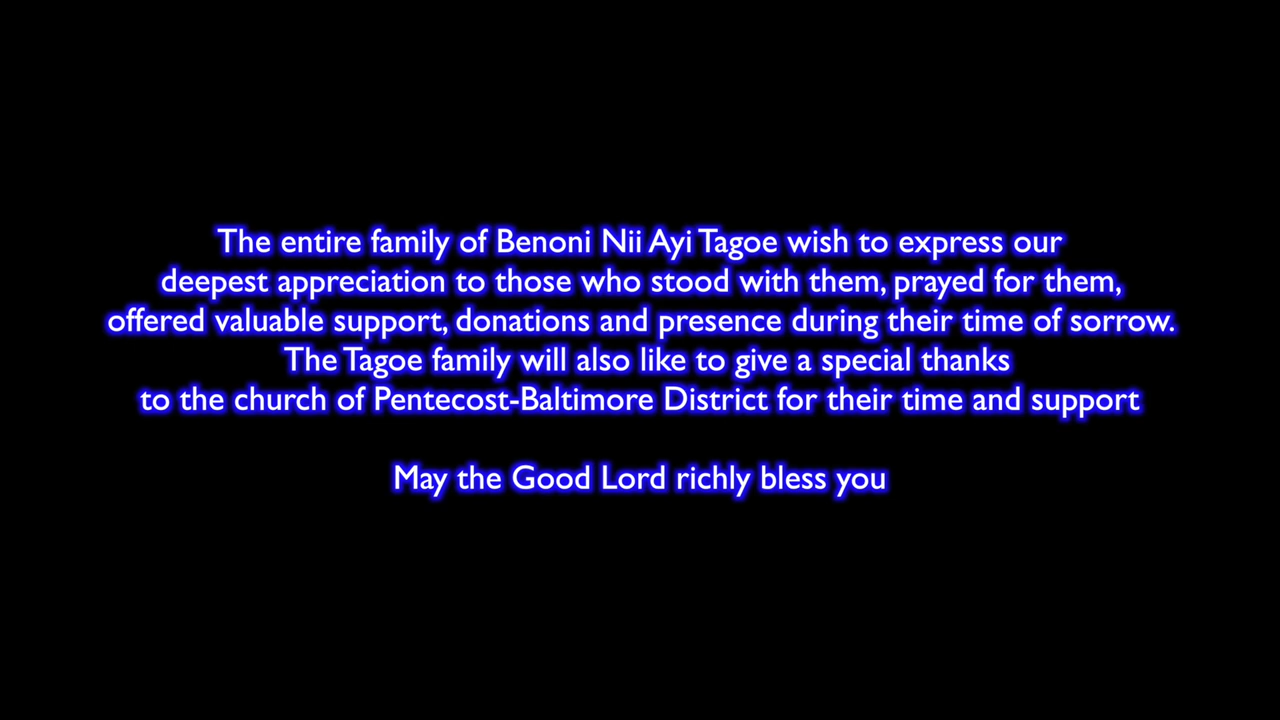 The entire family of Benoni Nii Ayi Tagoe wish to express our
deepest appreciation to those who stood with them, prayed for them,
offered valuable support, donations and presence during their time of sorrow.
The Tagoe family will also like to give a special thanks
to the church of Pentecost-Baltimore District for their time and support
May the Good Lord richly bless you